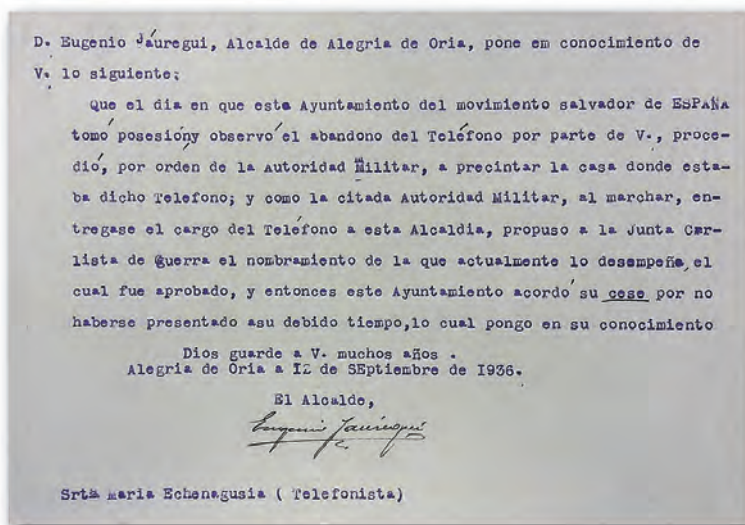 D. Eugenio Jáuregui, Alcalde de Alegria de Oria, pone em conocimiento de
V. lo siguiente;
Que el dia en que esta Ayuntamiento del movimiento salvador de ESPAÑA
tomó posesióny observó el abandono del Teléfono por parte de V., proce-
dió, por orden de la Autoridad Militar, a precintar la casa donde esta-
ba dicho Telefono; y como la citada Autoridad Militar, al marchar, en-
tregase el cargo del Teléfono a esta Alcaldia, propuso a la Junta Car-
lista de Guerra el nombramiento de la que actualmente lo desempeña, el
cual fue aprobado, y entonces este Ayuntamiento acordó su cese por no
haberse presentado asu debido tiempo,lo cual pongo en su conocimiento
Dios guarde a V. muchos años .
Alegria de Oria a I2 de SEptiembre de I936.
El Alcalde,
Eugenio Jauregui
Srta maria Echenagusia ( Telefonista)